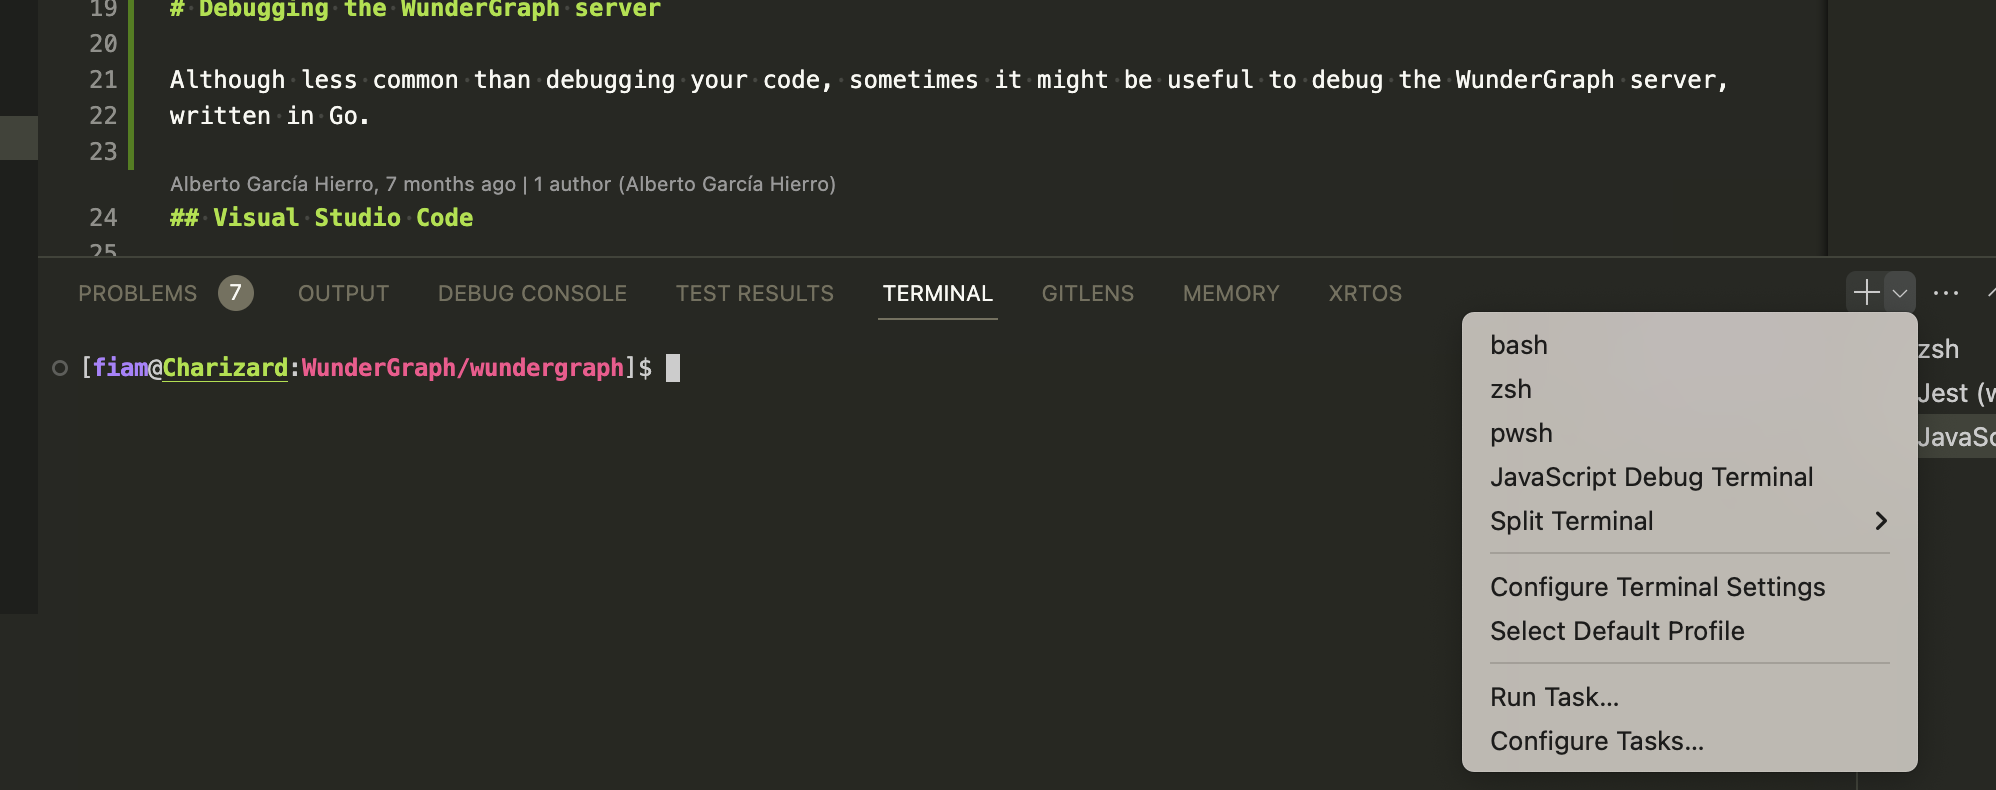 19 # Debugging the WunderGraph server
20
21 Although less common than debugging your code, sometimes it might be useful to debug the WunderGraph server,
22 written in Go.
23
Alberto García Hierro, 7 months ago | 1 author (Alberto García Hierro)
24 ## Visual Studio Code
25
PROBLEMS 7 OUTPUT DEBUG CONSOLE TEST RESULTS TERMINAL GITLENS MEMORY XRTOS
[fiam@Charizard:WunderGraph/wundergraph]$
bash
zsh
pwsh
JavaScript Debug Terminal
Split Terminal
Configure Terminal Settings
Select Default Profile
Run Task...
Configure Tasks...
zsh
Jest